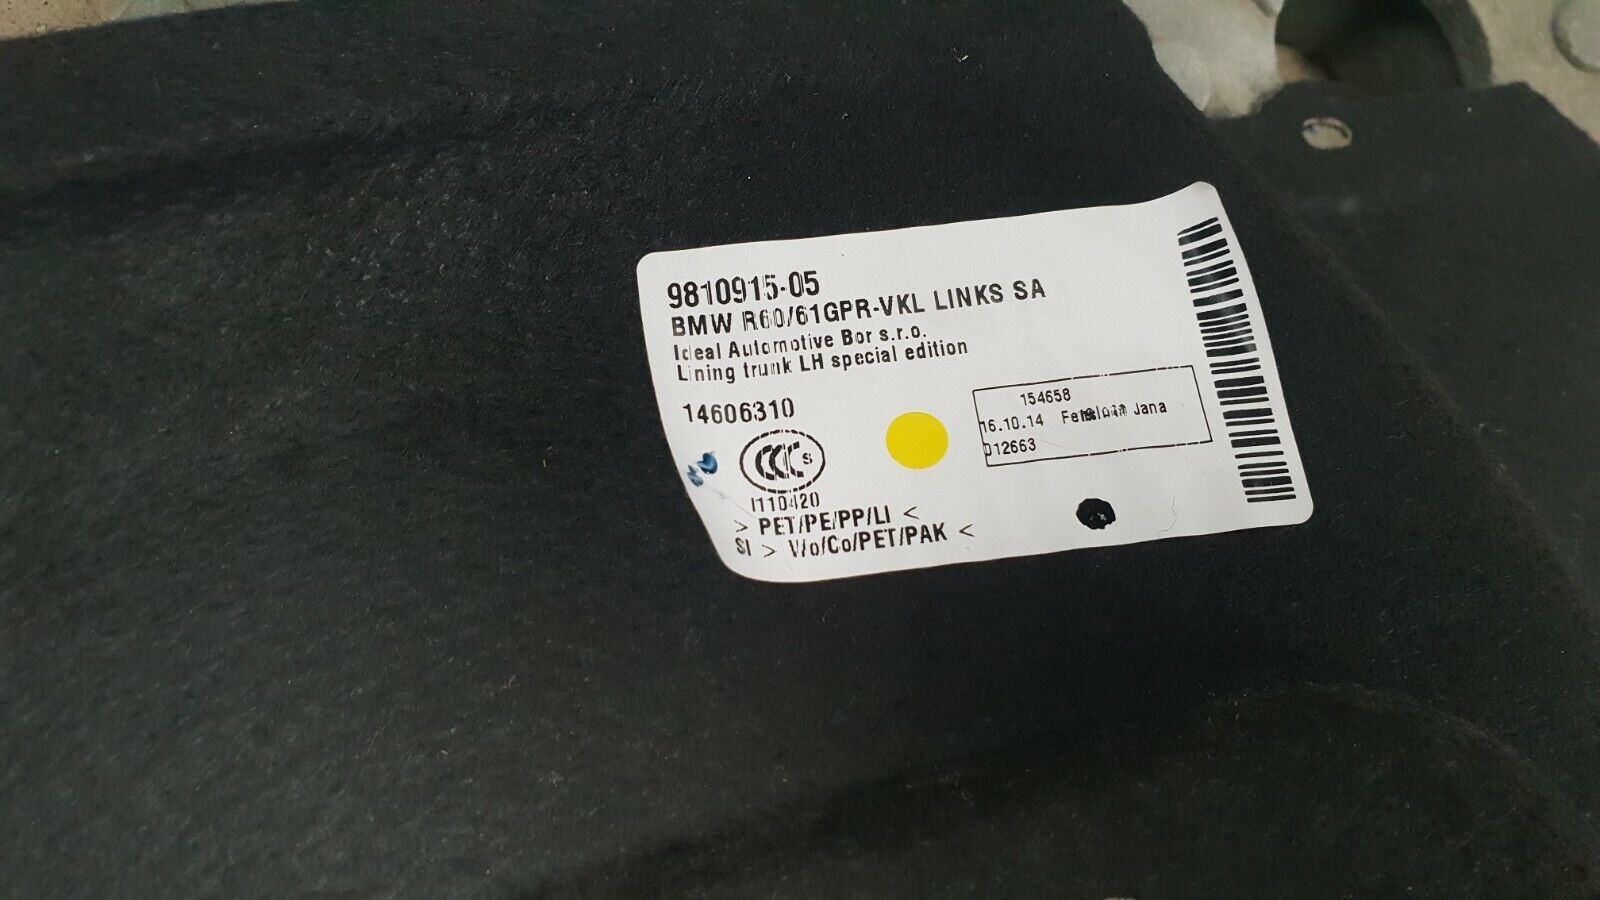 9810915-05
BMW R60/61GPR-VKL LINKS SA
Ideal Automotive Bor s.r.o.
Lining trunk LH special edition
14606310
154658
16.10.14 Jana
D12663
CCC S
I110420
> PET/PE/PP/LI <
SI > Wo/Co/PET/PAK <